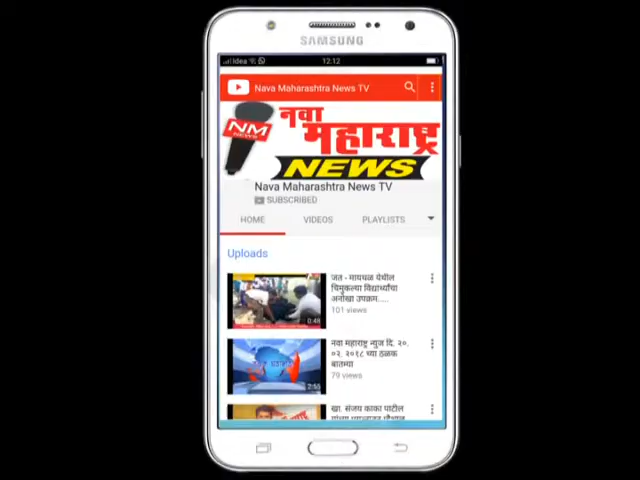 SAMSUNG
Idea
12:12
Nava Maharashtra News TV
NM
NEWS
नवा
महाराष्ट्र
NEWS
Nava Maharashtra News TV
SUBSCRIBED
HOME VIDEOS PLAYLISTS
Uploads
जत - मायथळ येथील
चिमुकल्या विद्यार्थ्यांचा
अनोखा उपक्रम.....
101 views
0:48
नवा महाराष्ट्र न्युज दि. २०.
०२. २०१८ च्या ठळक
बातम्या
79 views
2:55
खा. संजय काका पाटील